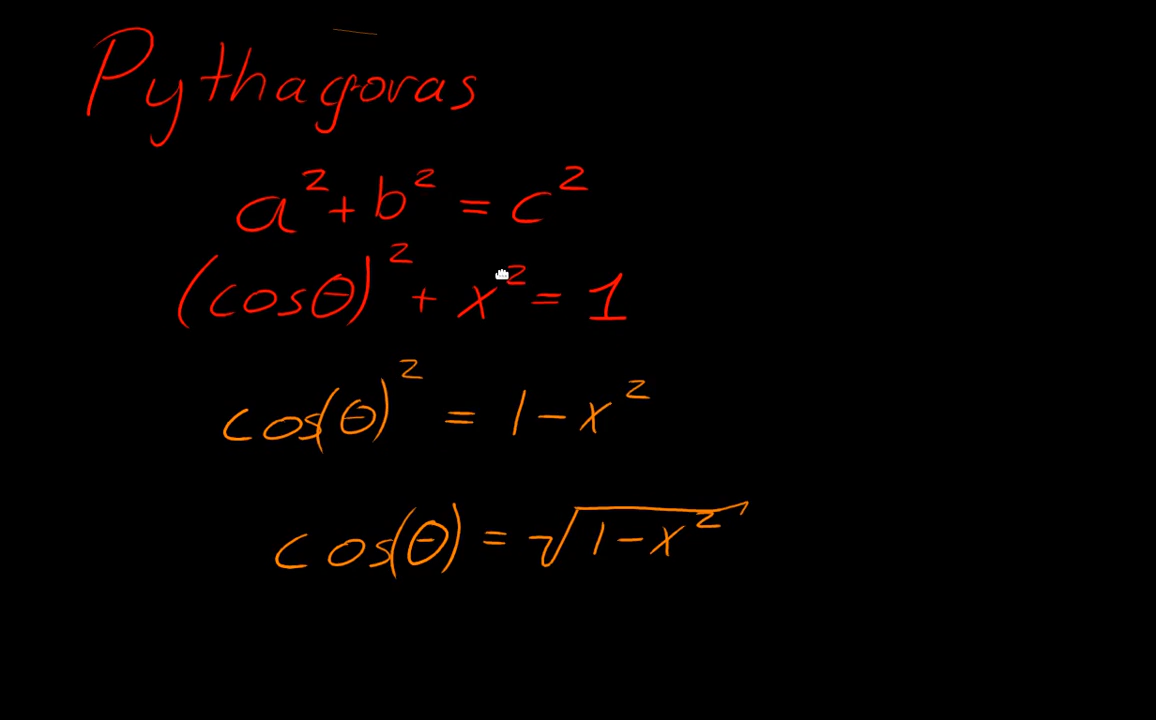 Pythagoras
a² + b² = c²
(cosθ)² + x² = 1
cos(θ)² = 1 - x²
cos(θ) = √(1 - x²)